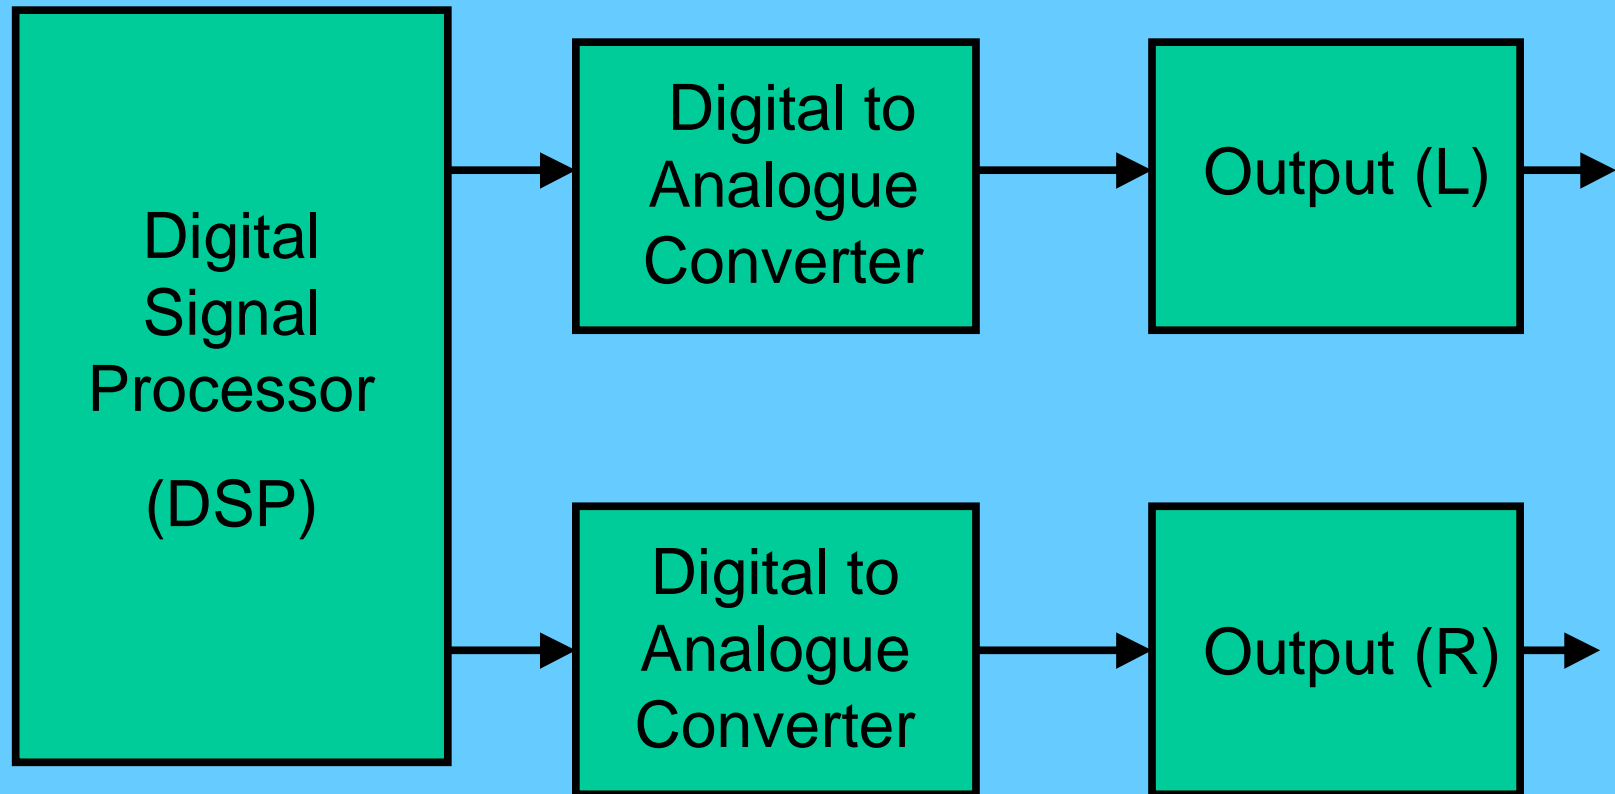 Digital
Signal
Processor
(DSP)
Digital to
Analogue
Converter
Output (L)
Digital to
Analogue
Converter
Output (R)